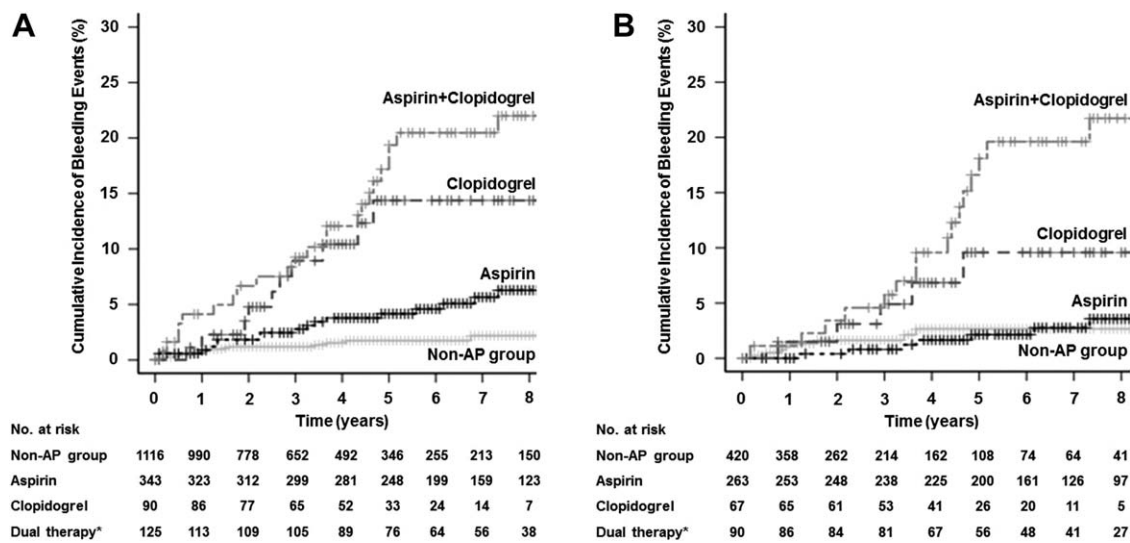 A
Cumulative Incidence of Bleeding Events (%)
30
25
20
15
10
5
0
Aspirin+Clopidogrel
Clopidogrel
Aspirin
Non-AP group
0 1 2 3 4 5 6 7 8
Time (years)
No. at risk
Non-AP group 1116 990 778 652 492 346 255 213 150
Aspirin 343 323 312 299 281 248 199 159 123
Clopidogrel 90 86 77 65 52 33 24 14 7
Dual therapy* 125 113 109 105 89 76 64 56 38
B
Cumulative Incidence of Bleeding Events (%)
30
25
20
15
10
5
0
Aspirin+Clopidogrel
Clopidogrel
Aspirin
Non-AP group
0 1 2 3 4 5 6 7 8
Time (years)
No. at risk
Non-AP group 420 358 262 214 162 108 74 64 41
Aspirin 263 253 248 238 225 200 161 126 97
Clopidogrel 67 65 61 53 41 26 20 11 5
Dual therapy* 90 86 84 81 67 56 48 41 27